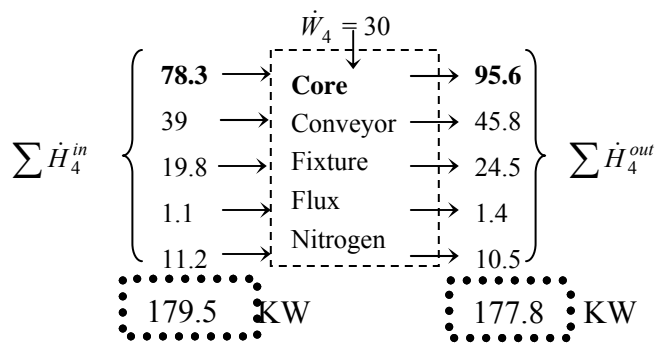 Ẇ₄ = 30
78.3 Core 95.6
39 Conveyor 45.8
∑ Ḣ₄ⁱⁿ 19.8 Fixture 24.5 ∑ Ḣ₄ᵒᵘᵗ
1.1 Flux 1.4
11.2 Nitrogen 10.5
179.5 KW 177.8 KW